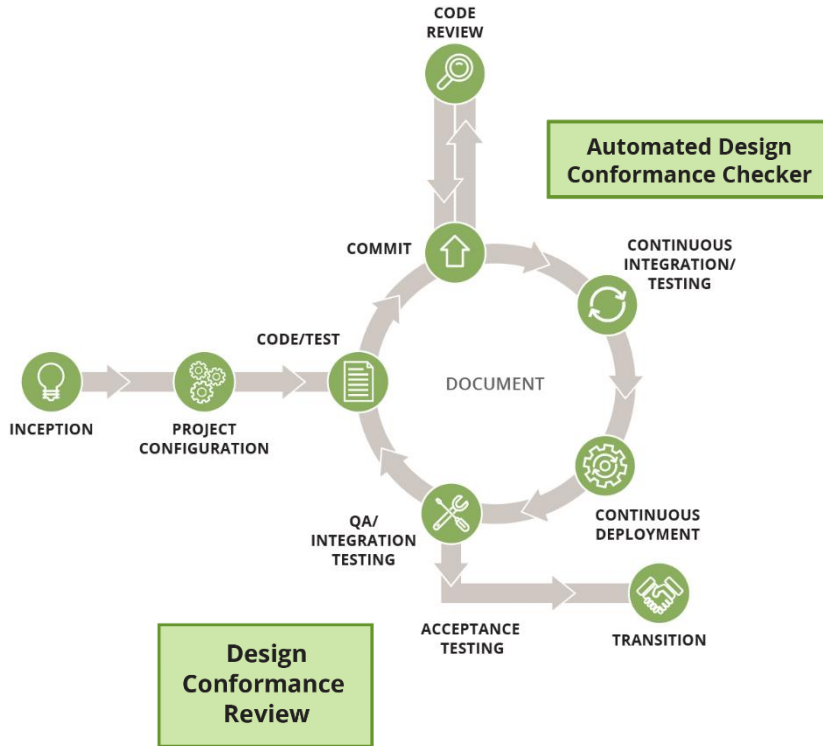 CODE
REVIEW
Automated Design
Conformance Checker
COMMIT
CONTINUOUS
INTEGRATION/
TESTING
CODE/TEST
DOCUMENT
INCEPTION
PROJECT
CONFIGURATION
QA/
INTEGRATION
TESTING
CONTINUOUS
DEPLOYMENT
ACCEPTANCE
TESTING
TRANSITION
Design
Conformance
Review